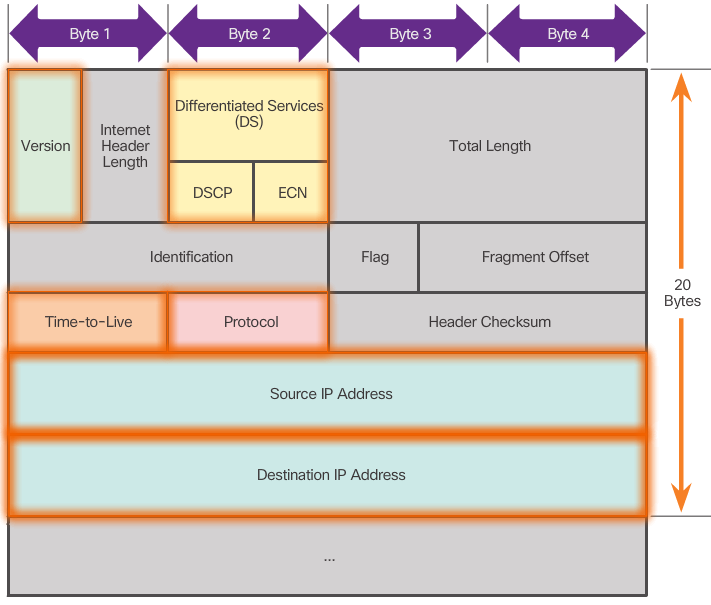 Byte 1
Byte 2
Byte 3
Byte 4
Version
Internet
Header
Length
Differentiated Services
(DS)
DSCP
ECN
Total Length
Identification
Flag
Fragment Offset
Time-to-Live
Protocol
Header Checksum
Source IP Address
Destination IP Address
...
20
Bytes